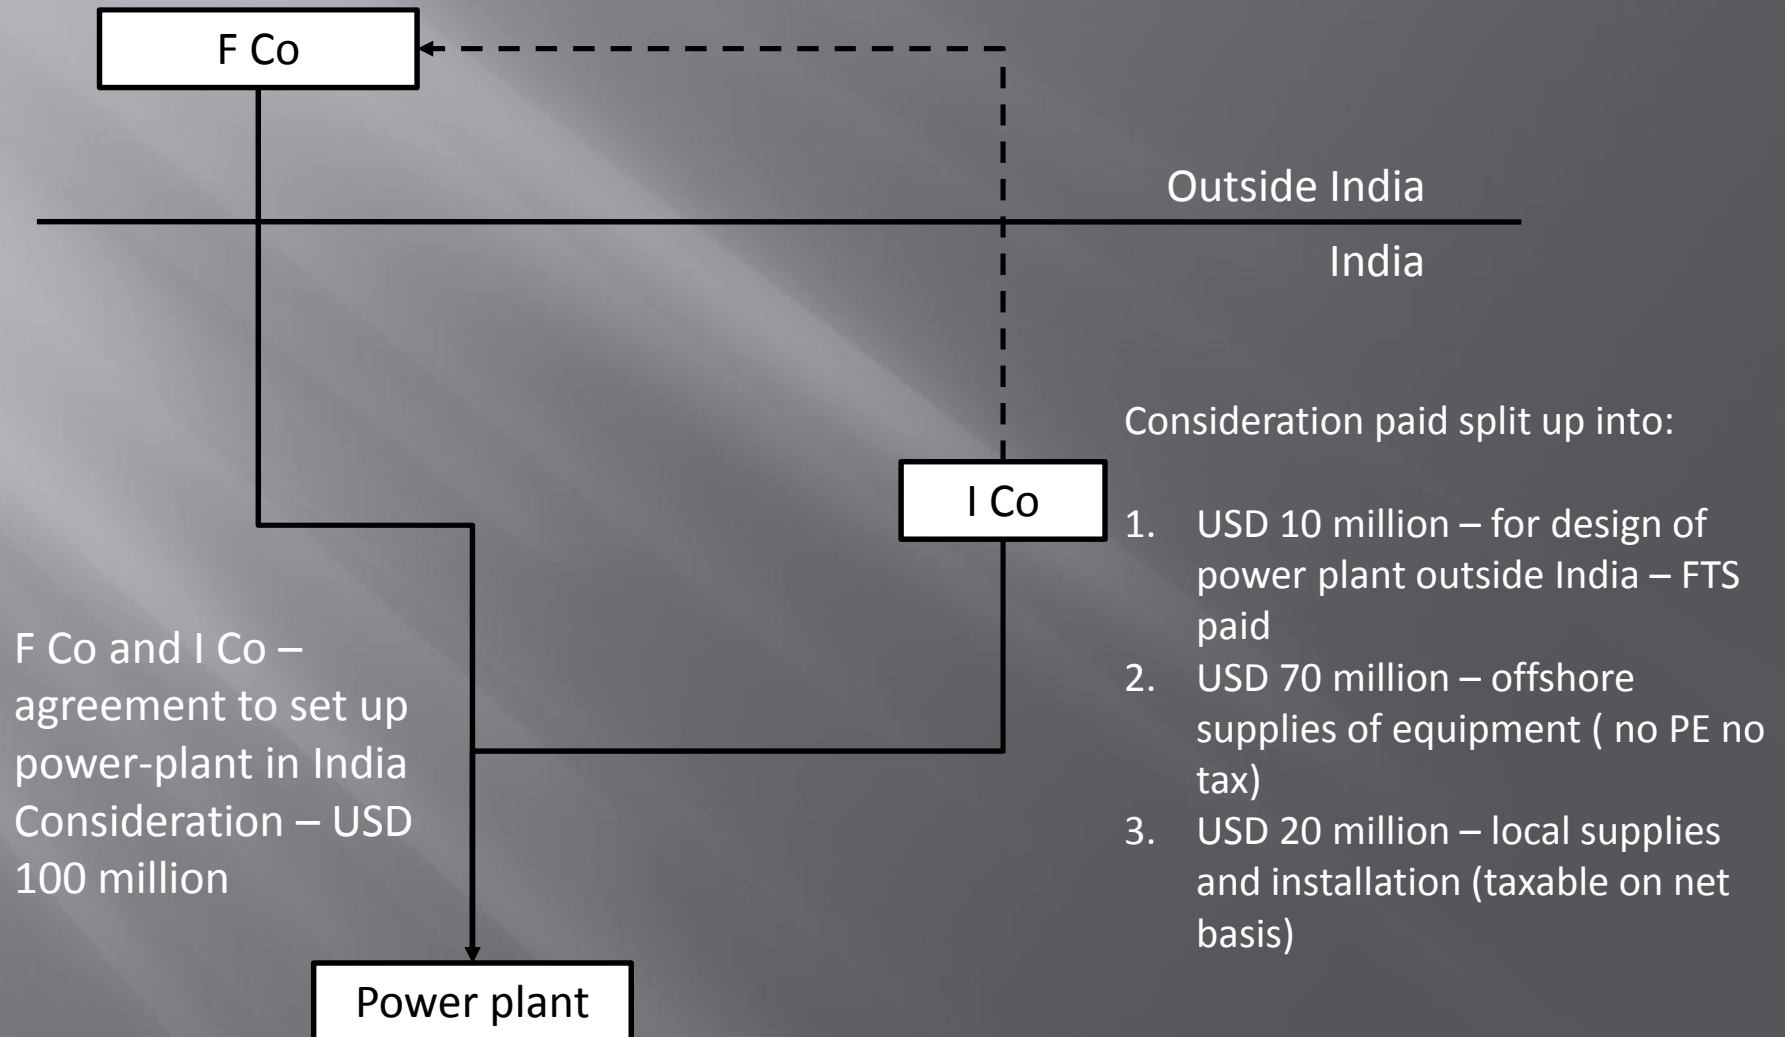 F Co
Outside India
India
Consideration paid split up into:
I Co
1. USD 10 million – for design of
power plant outside India – FTS
paid
2. USD 70 million – offshore
supplies of equipment ( no PE no
tax)
3. USD 20 million – local supplies
and installation (taxable on net
basis)
F Co and I Co –
agreement to set up
power-plant in India
Consideration – USD
100 million
Power plant